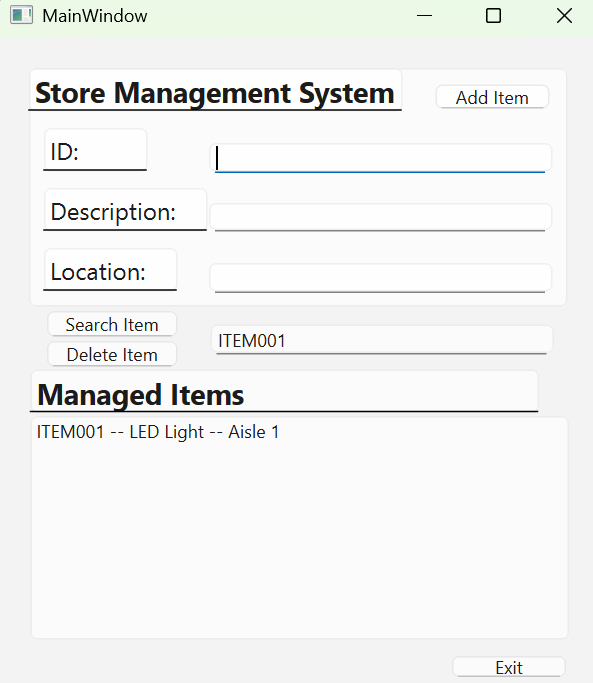 MainWindow
Store Management System
Add Item
ID:
Description:
Location:
Search Item
ITEM001
Delete Item
Managed Items
ITEM001 -- LED Light -- Aisle 1
Exit